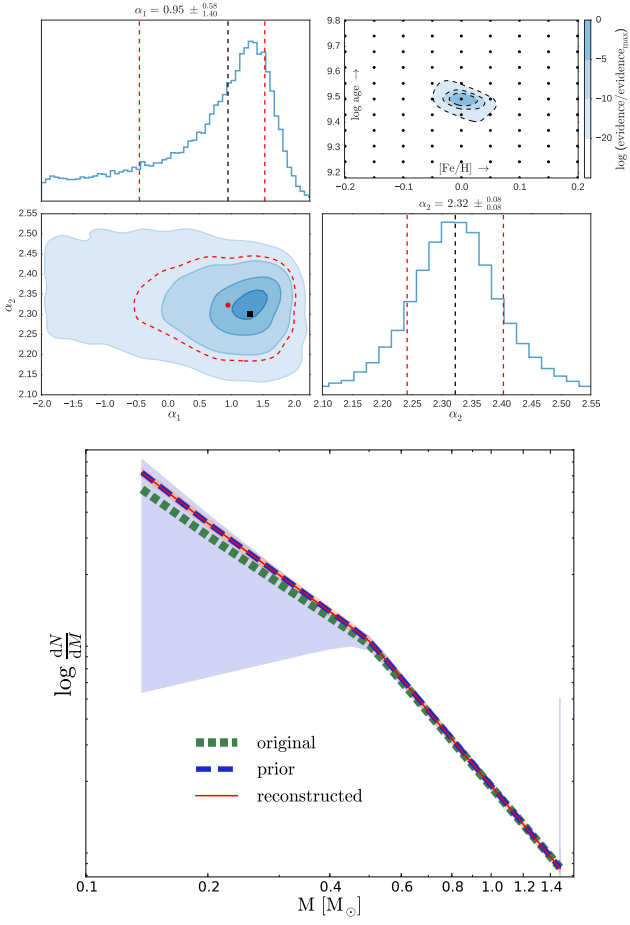 α₁ = 0.95 ± 0.58 1.40
9.8
9.7
9.6
9.5
9.4
9.3
9.2
log age →
[Fe/H] →
−0.2 −0.1 0.0 0.1 0.2
0
−5
−10
−20
log (evidence/evidence_max)
2.55
2.50
2.45
2.40
2.35
2.30
2.25
2.20
2.15
2.10
α₂
−2.0 −1.5 −1.0 −0.5 0.0 0.5 1.0 1.5 2.0
α₁
α₂ = 2.32 ± 0.08 0.08
2.10 2.15 2.20 2.25 2.30 2.35 2.40 2.45 2.50 2.55
α₂
log dN/dM
original
prior
reconstructed
0.1 0.2 0.4 0.6 0.8 1.0 1.2 1.4
M [M⊙]